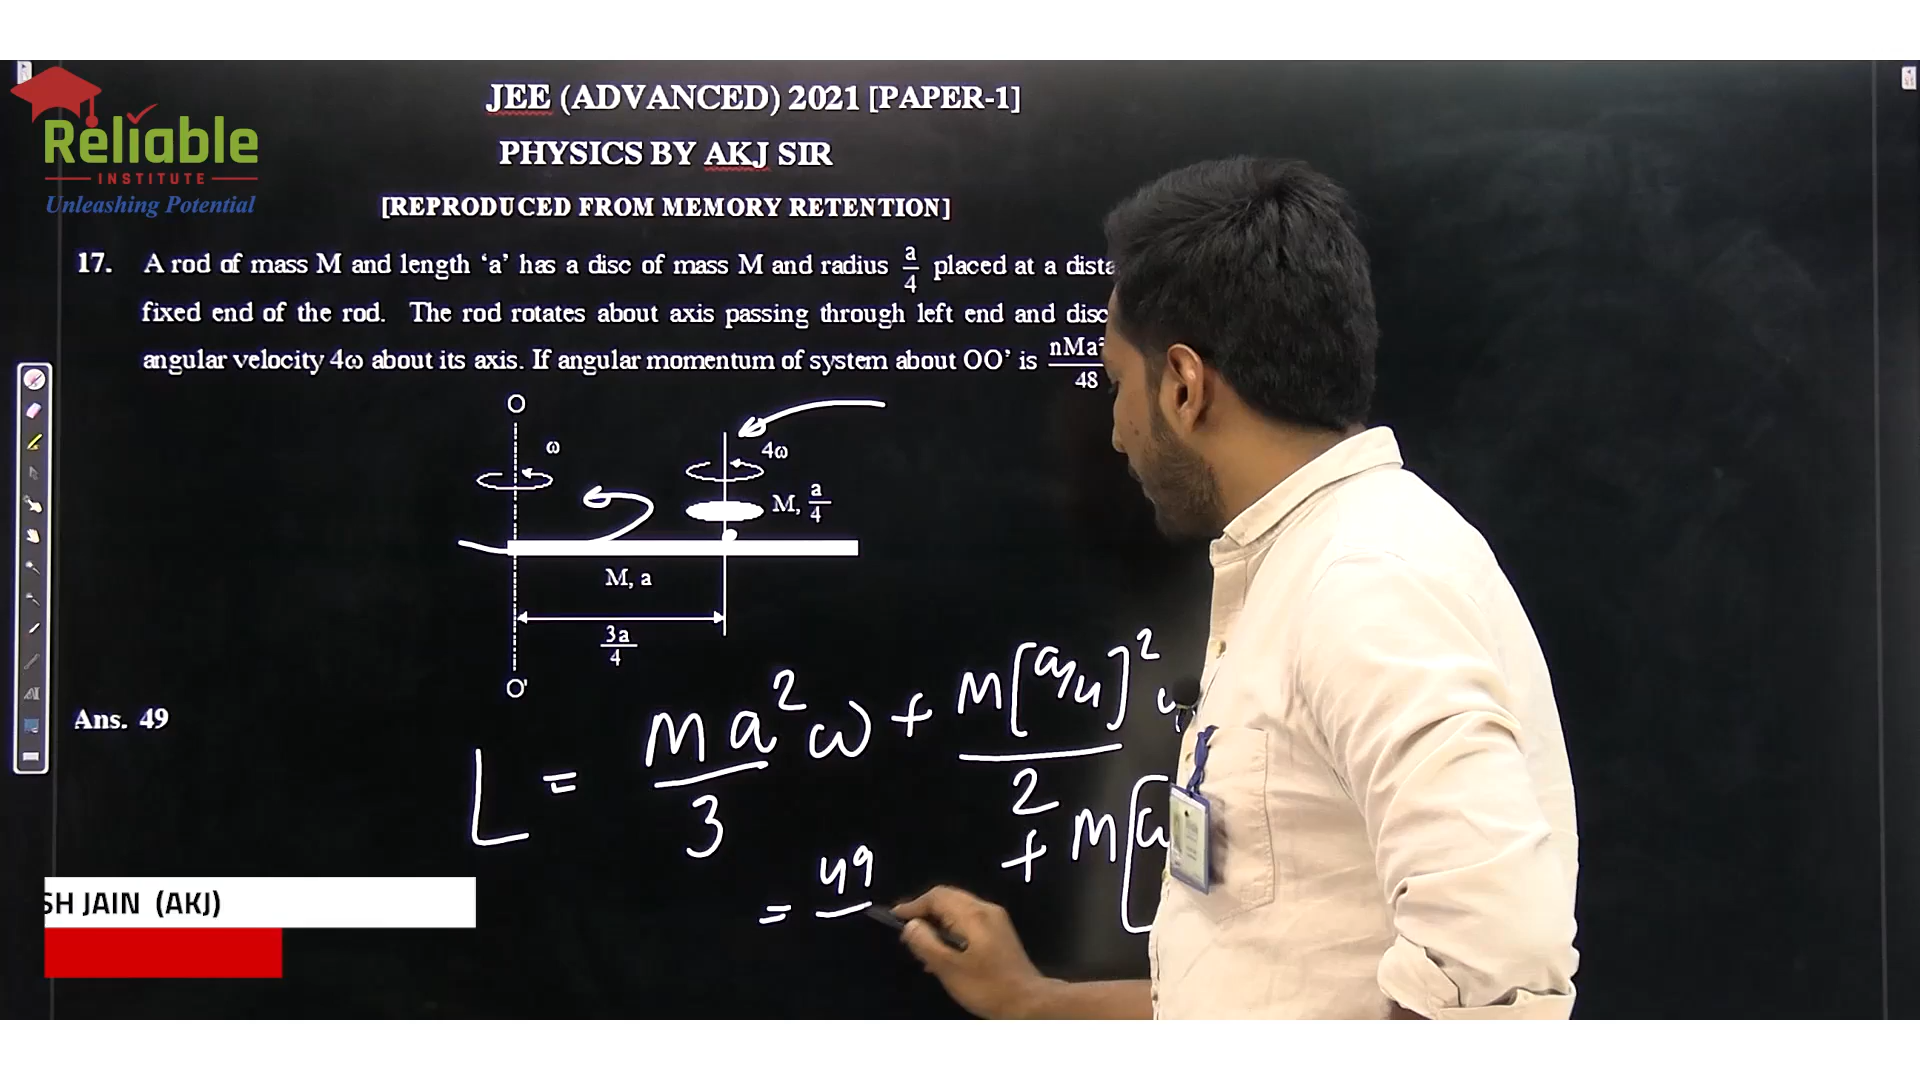 JEE (ADVANCED) 2021 [PAPER-1]
Reliable
INSTITUTE
Unleashing Potential
PHYSICS BY AKJ SIR
[REPRODUCED FROM MEMORY RETENTION]
17. A rod of mass M and length ‘a’ has a disc of mass M and radius a/4 placed at a
fixed end of the rod. The rod rotates about axis passing through left end and disc
angular velocity 4ω about its axis. If angular momentum of system about OO’ is nMa²/48
O
ω
4ω
M, a/4
M, a
3a/4
O'
Ans. 49
L = Ma²/3 ω + M[a/4]²/2
+ M[a
= 49
SH JAIN (AKJ)